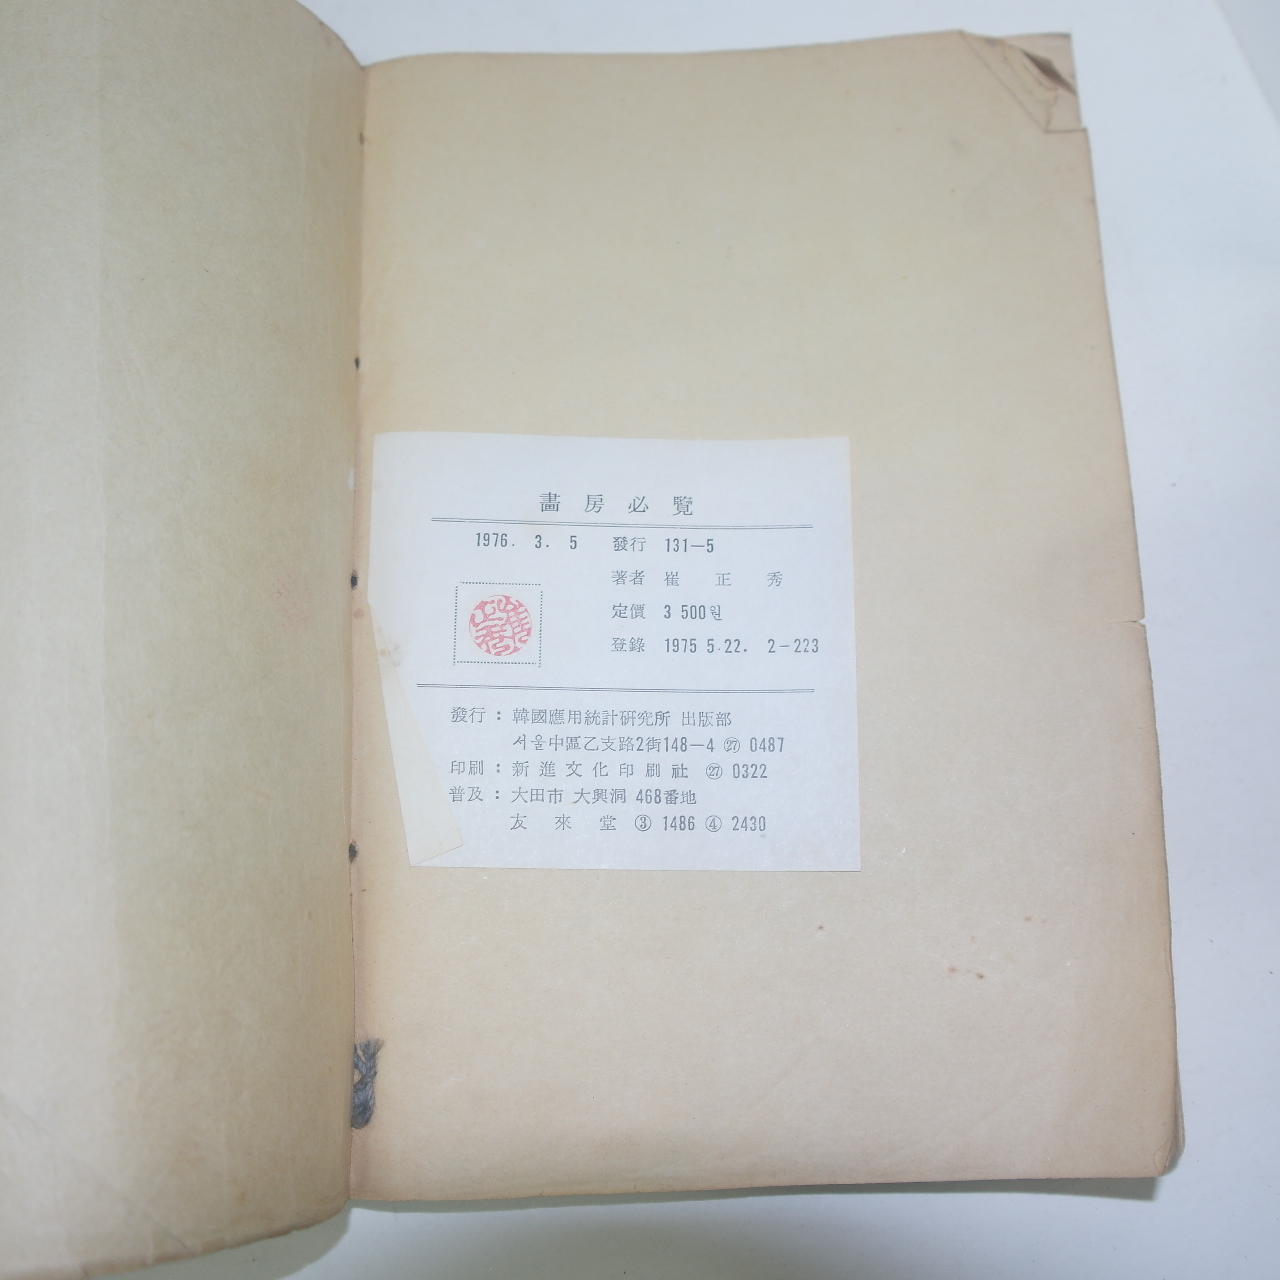 畵房必覽
1976. 3. 5 發行 131—5
著者 崔正秀
定價 3 500원
登錄 1975 5.22. 2—223
發行 : 韓國應用統計硏究所 出版部
서울中區乙支路2街148—4 ㉗ 0487
印刷 : 新進文化印刷社 ㉗ 0322
普及 : 大田市 大興洞 468番地
友來堂 ③ 1486 ④ 2430